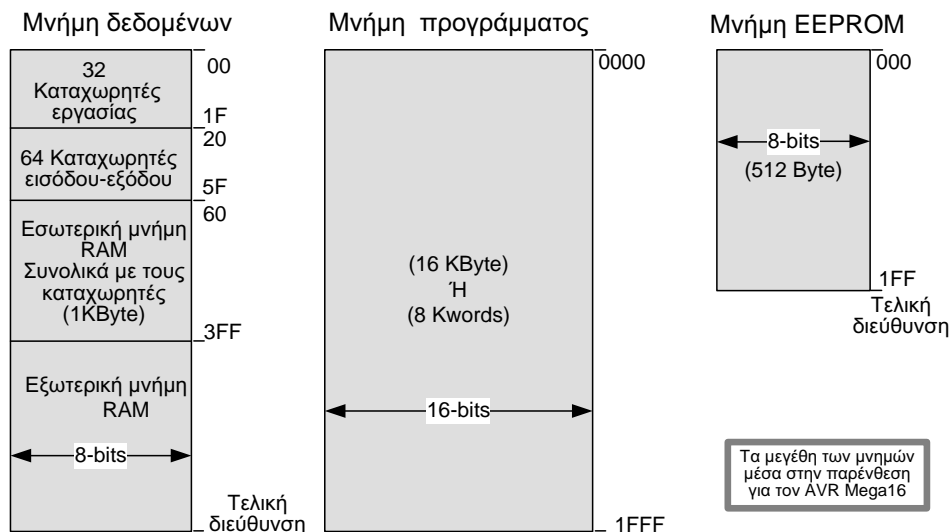 Μνήμη δεδομένων
32
Καταχωρητές
εργασίας
00
1F
64 Καταχωρητές
εισόδου-εξόδου
20
5F
Εσωτερική μνήμη
RAM
Συνολικά με τους
καταχωρητές
(1KByte)
60
3FF
Εξωτερική μνήμη
RAM
8-bits
Τελική
διεύθυνση
Μνήμη προγράμματος
0000
(16 KByte)
Ή
(8 Kwords)
16-bits
1FFF
Μνήμη EEPROM
000
8-bits
(512 Byte)
1FF
Τελική
διεύθυνση
Τα μεγέθη των μνημών
μέσα στην παρένθεση
για τον AVR Mega16